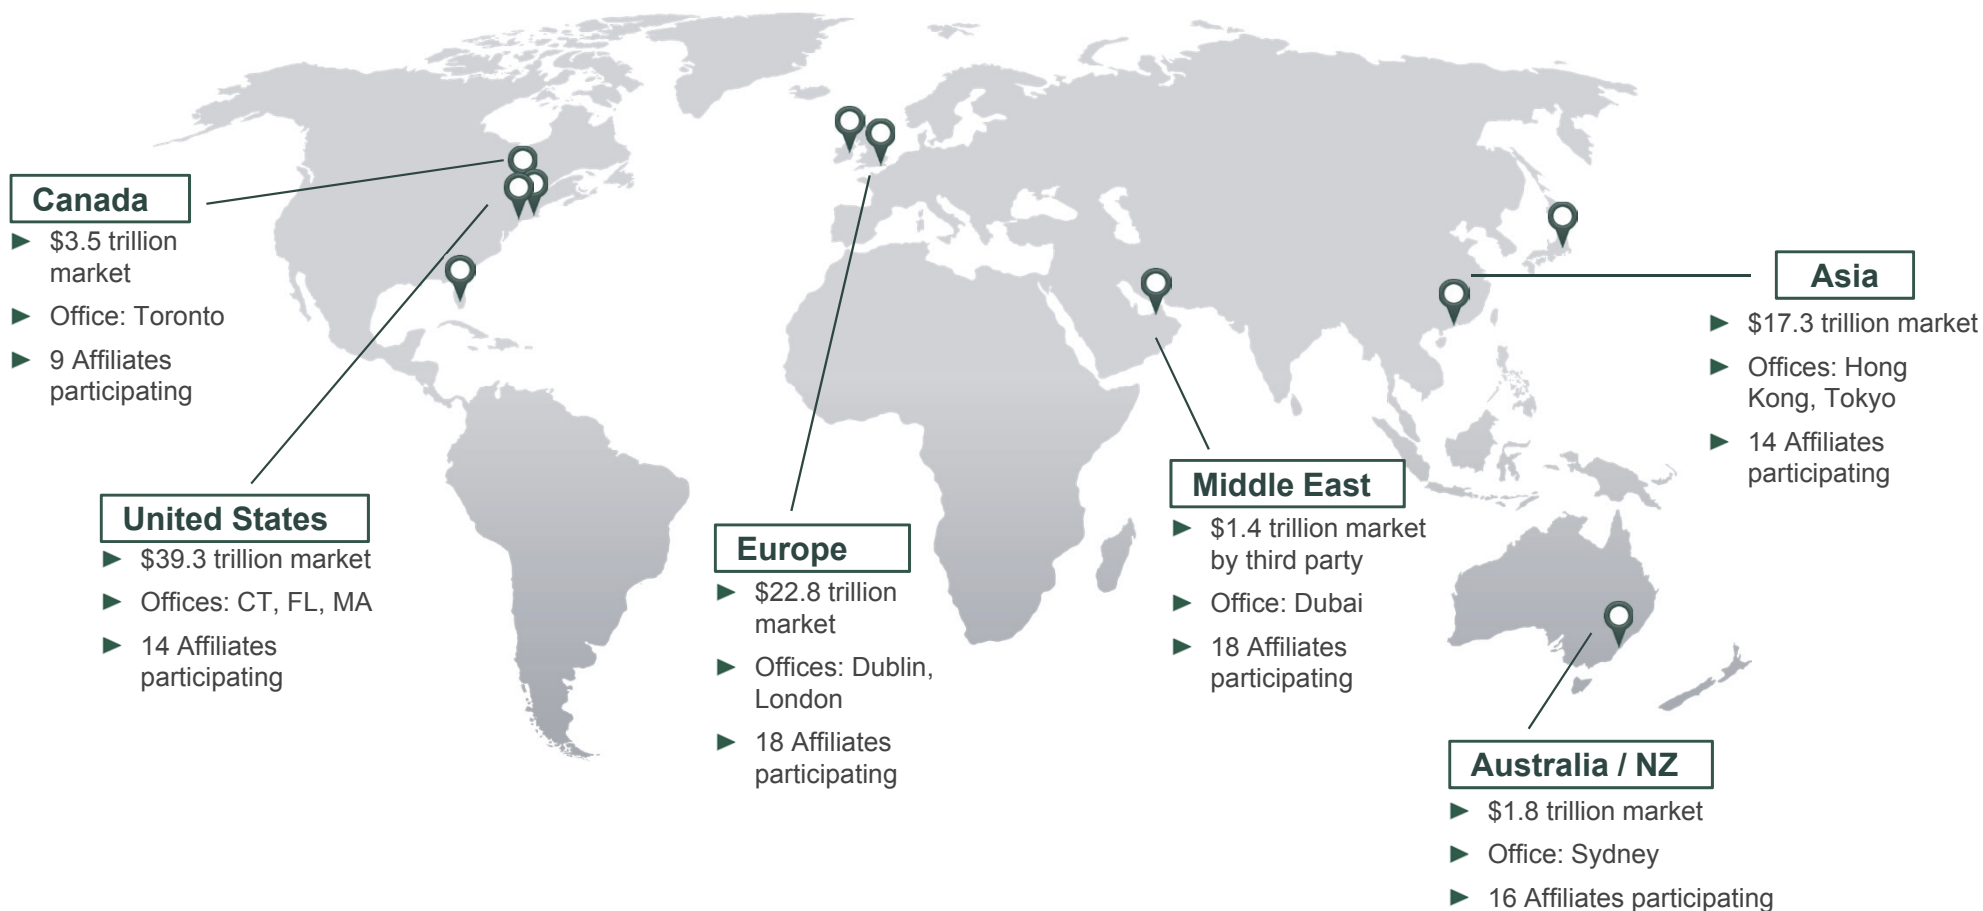 Canada
$3.5 trillion
market
Office: Toronto
9 Affiliates
participating
United States
$39.3 trillion market
Offices: CT, FL, MA
14 Affiliates
participating
Europe
$22.8 trillion
market
Offices: Dublin,
London
18 Affiliates
participating
Middle East
$1.4 trillion market
by third party
Office: Dubai
18 Affiliates
participating
Asia
$17.3 trillion market
Offices: Hong
Kong, Tokyo
14 Affiliates
participating
Australia / NZ
$1.8 trillion market
Office: Sydney
16 Affiliates participating